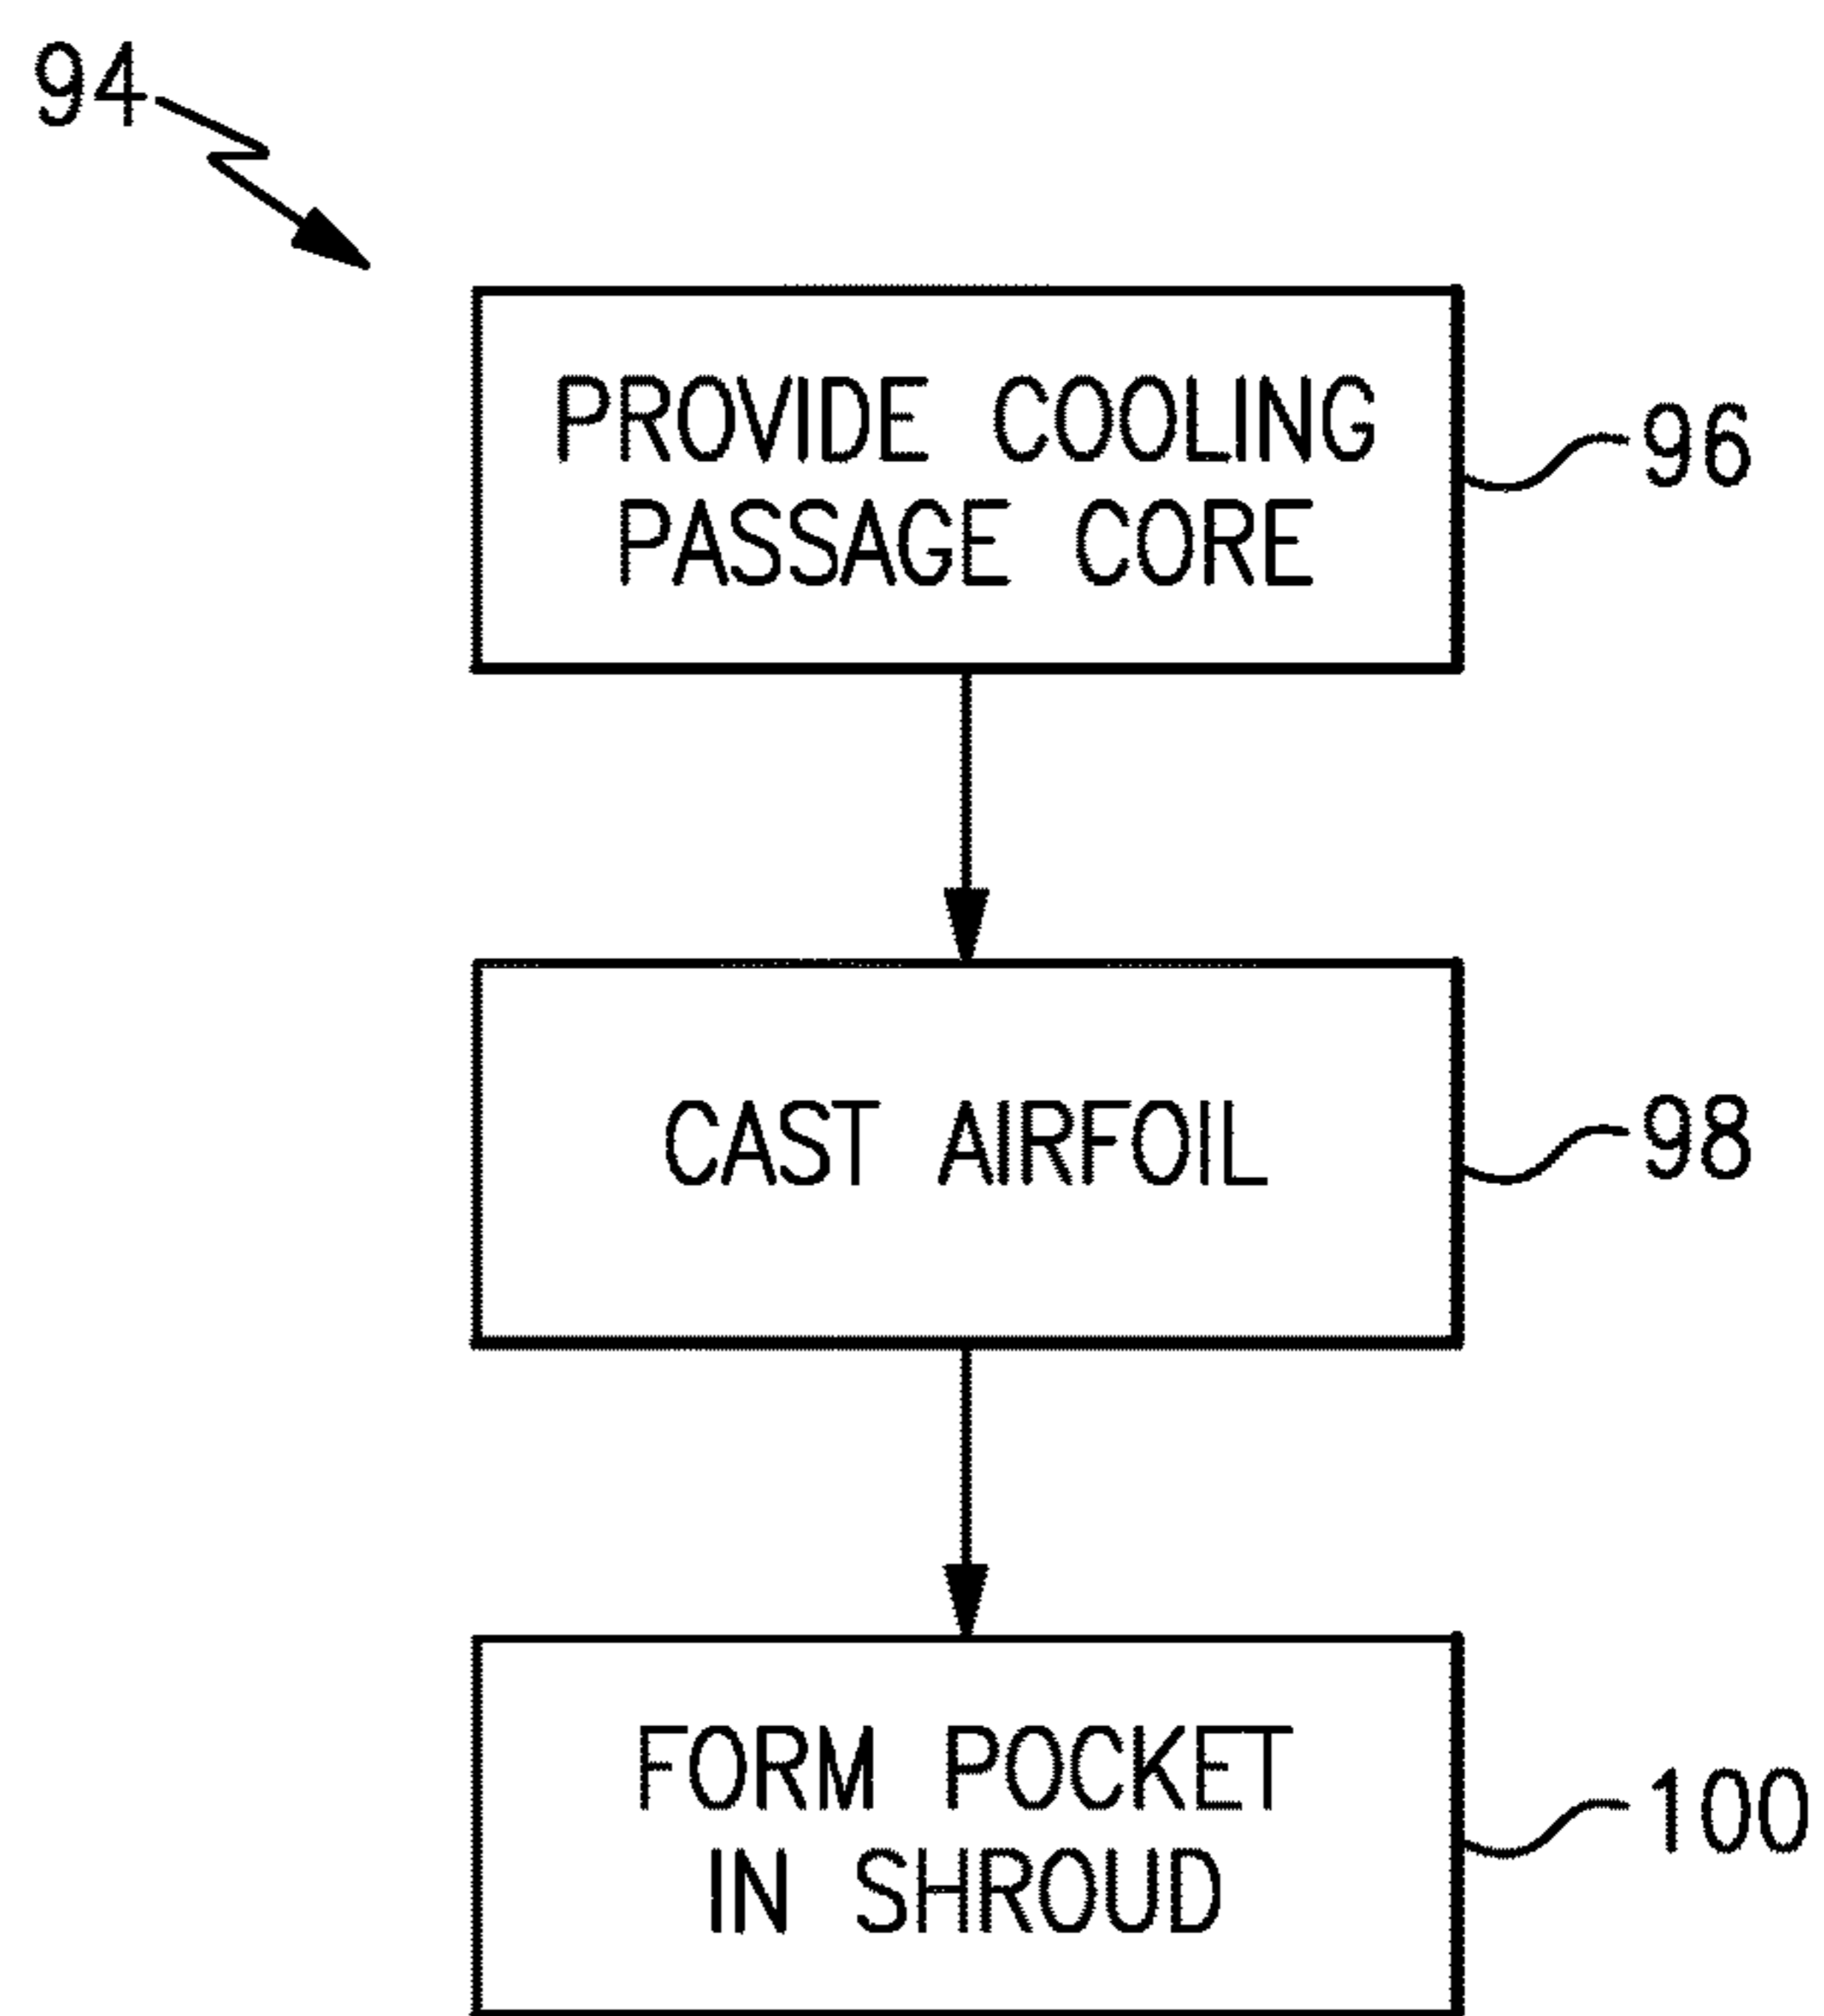 94
PROVIDE COOLING
PASSAGE CORE
96
CAST AIRFOIL
98
FORM POCKET
IN SHROUD
100